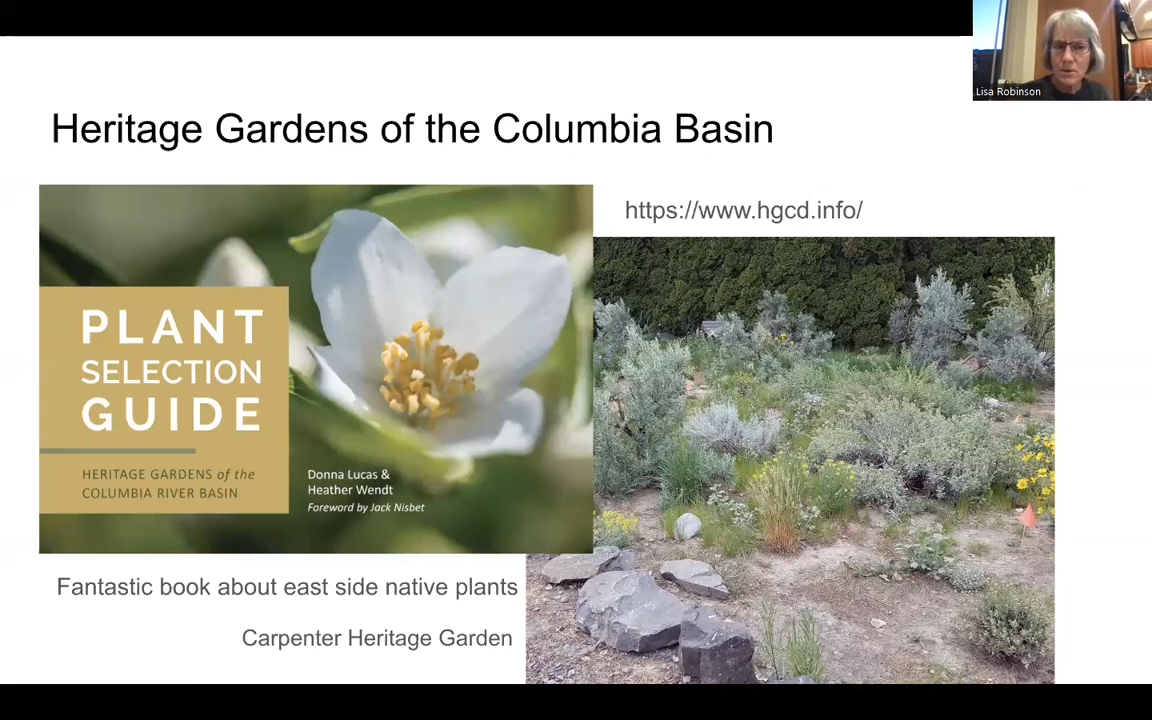 Lisa Robinson
Heritage Gardens of the Columbia Basin
https://www.hgcd.info/
PLANT
SELECTION
GUIDE
HERITAGE GARDENS of the
COLUMBIA RIVER BASIN
Donna Lucas &
Heather Wendt
Foreword by Jack Nisbet
Fantastic book about east side native plants
Carpenter Heritage Garden